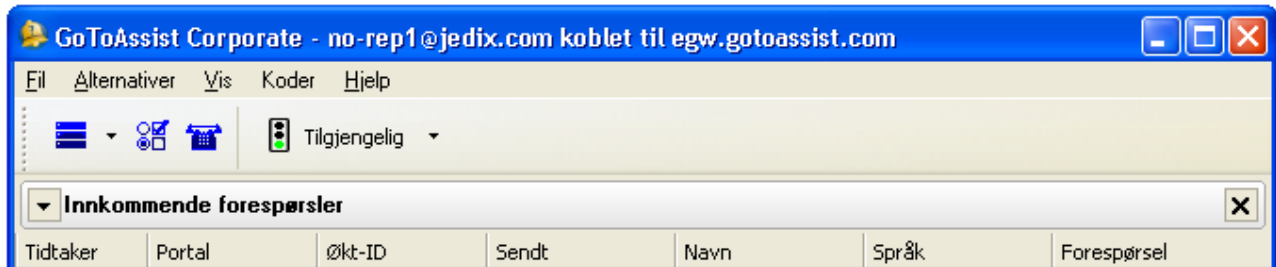 GoToAssist Corporate - no-rep1@jedix.com koblet til egw.gotoassist.com
Fil Alternativer Vis Koder Hjelp
Tilgjengelig
Innkommende forespørsler
Tidtaker Portal Økt-ID Sendt Navn Språk Forespørsel